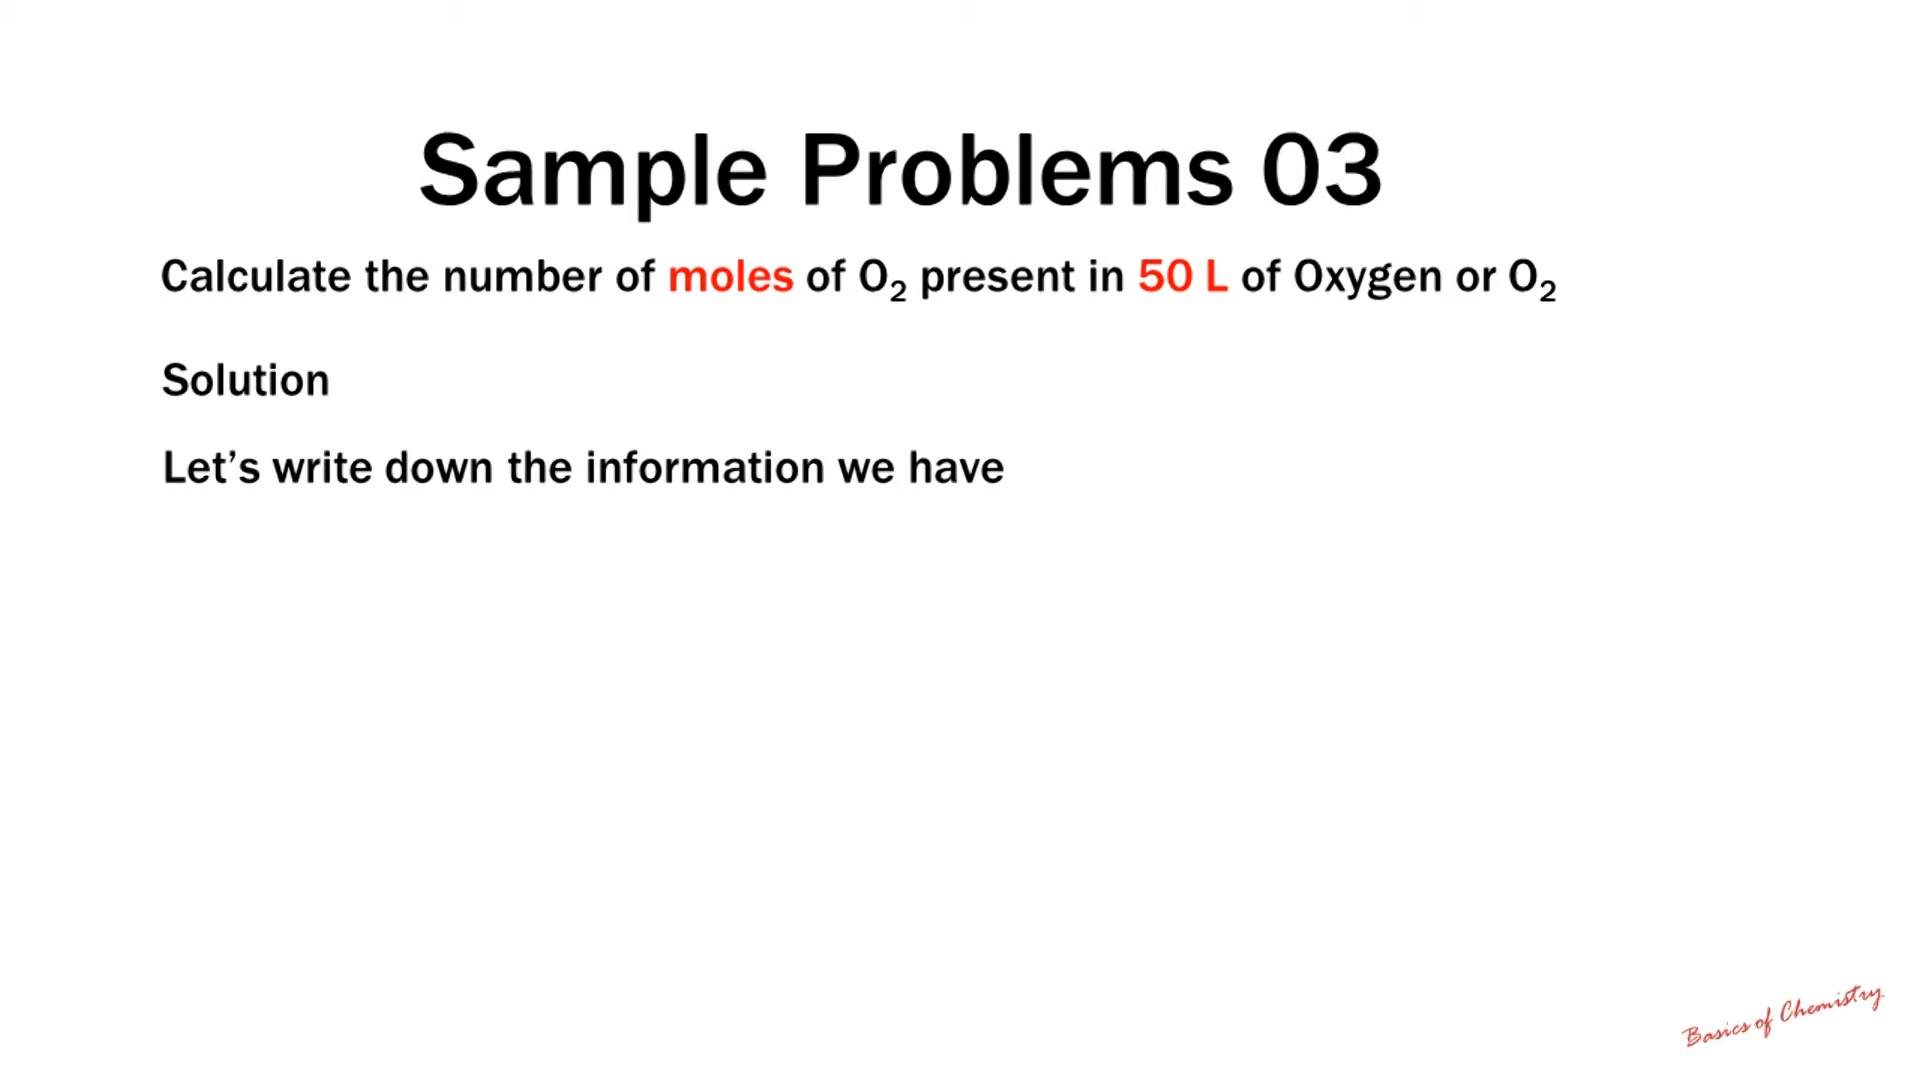 Sample Problems 03
Calculate the number of moles of O₂ present in 50 L of Oxygen or O₂
Solution
Let’s write down the information we have
Basics of Chemistry